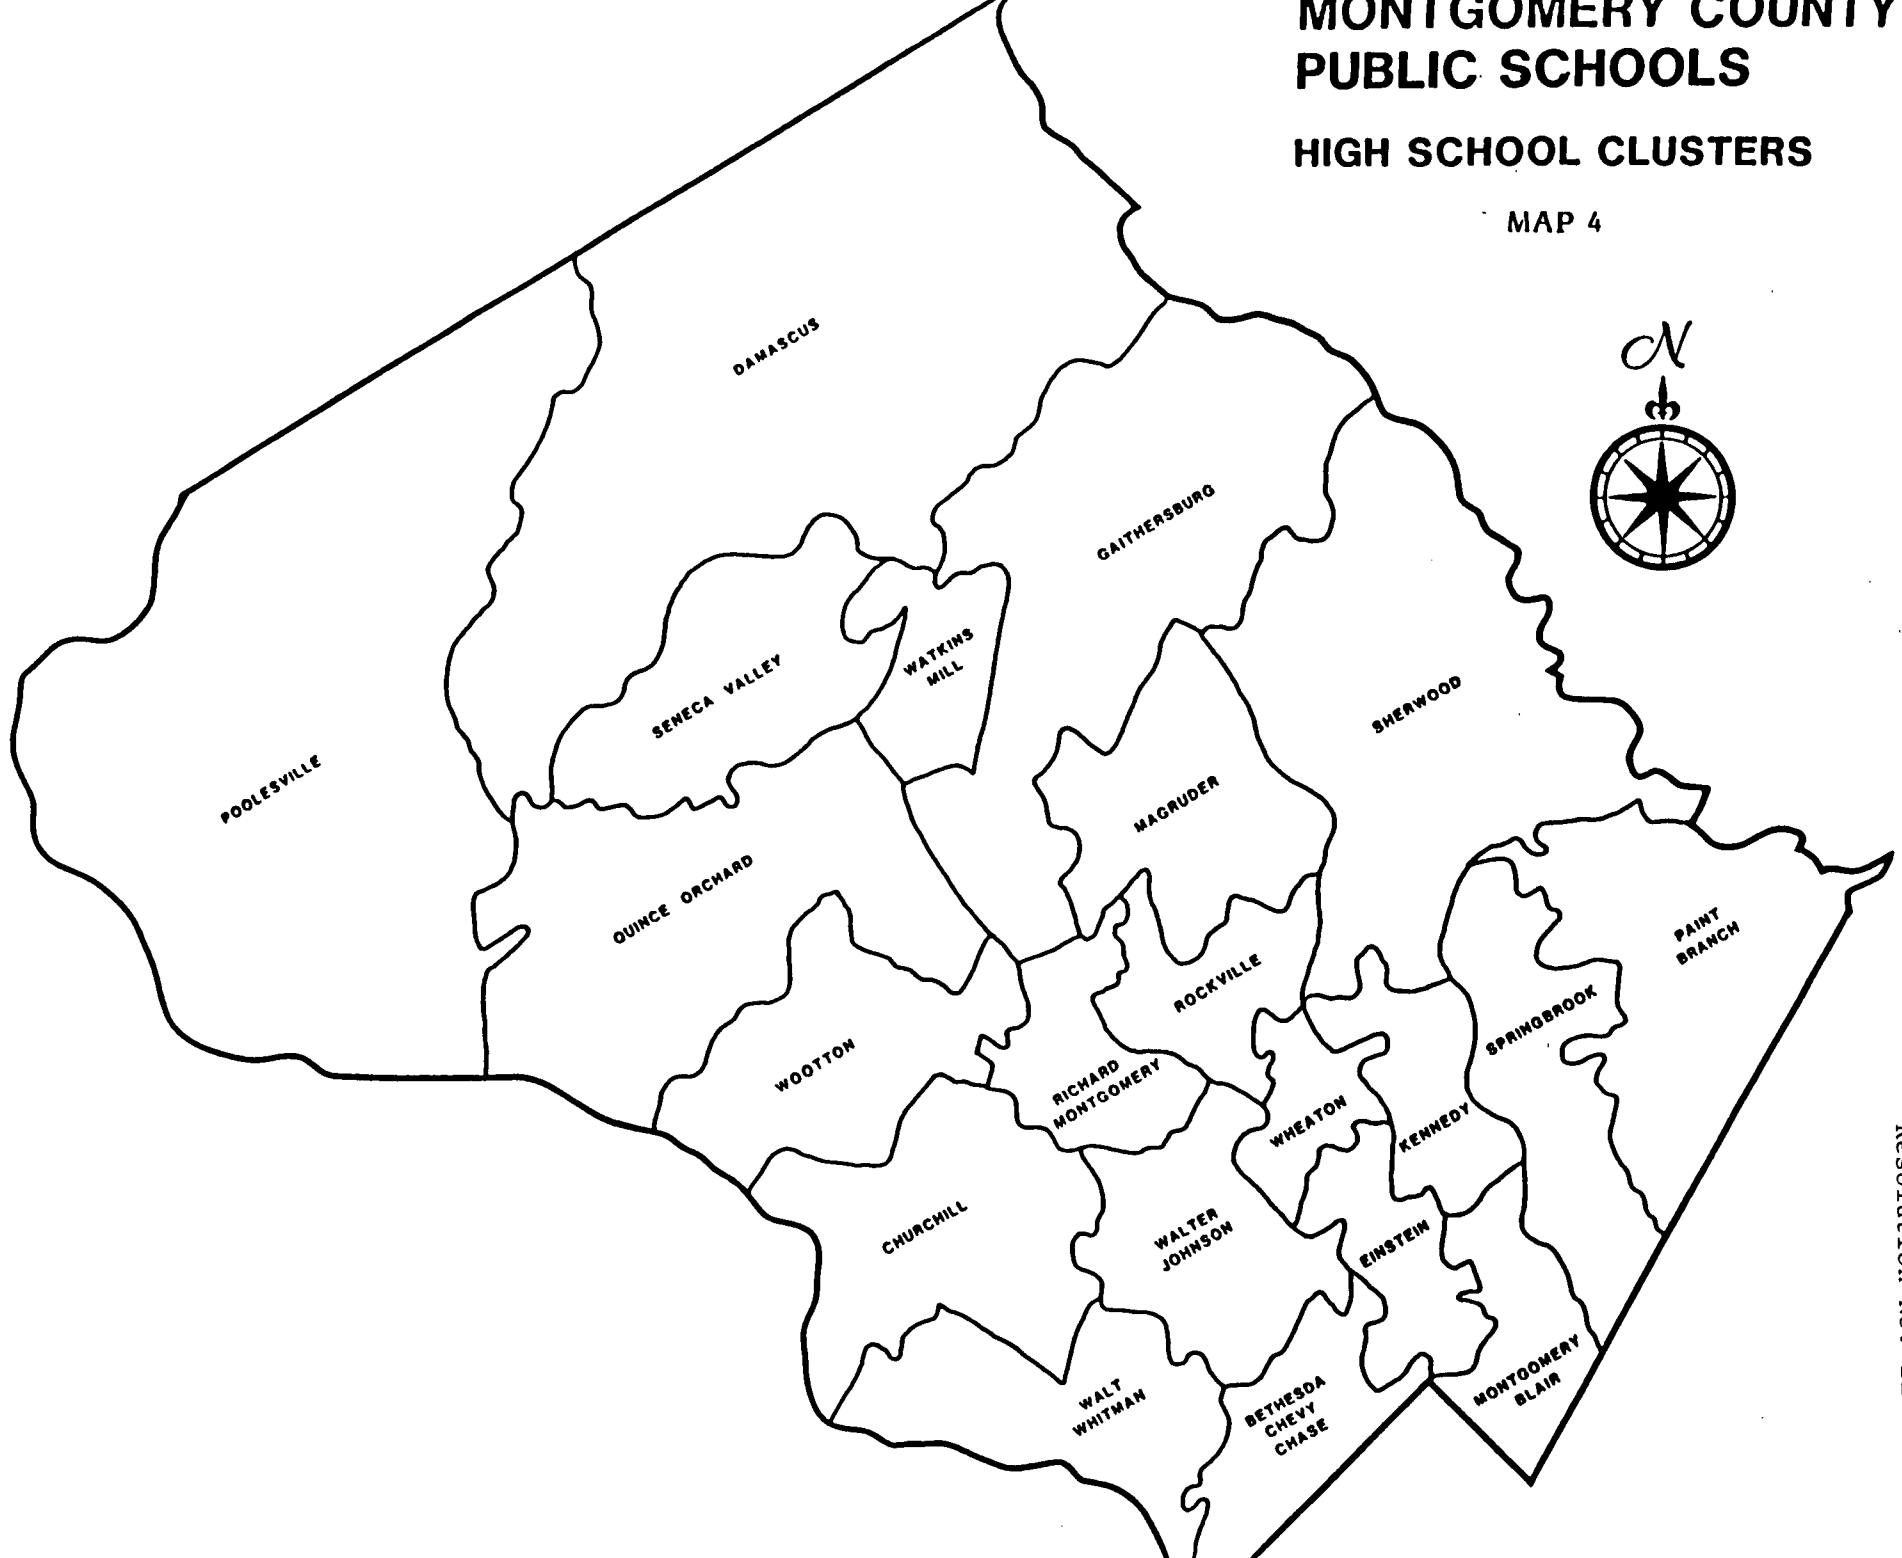 MONTGOMERY COUNTY
PUBLIC SCHOOLS
HIGH SCHOOL CLUSTERS
MAP 4
N
DAMASCUS
GAITHERSBURG
WATKINS
MILL
SENECA VALLEY
SHERWOOD
POOLESVILLE
MAGRUDER
QUINCE ORCHARD
PAINT
BRANCH
ROCKVILLE
SPRINGBROOK
WOOTTON
RICHARD
MONTGOMERY
WHEATON
KENNEDY
CHURCHILL
WALTER
JOHNSON
EINSTEIN
WALT
WHITMAN
BETHESDA
CHEVY
CHASE
MONTGOMERY
BLAIR